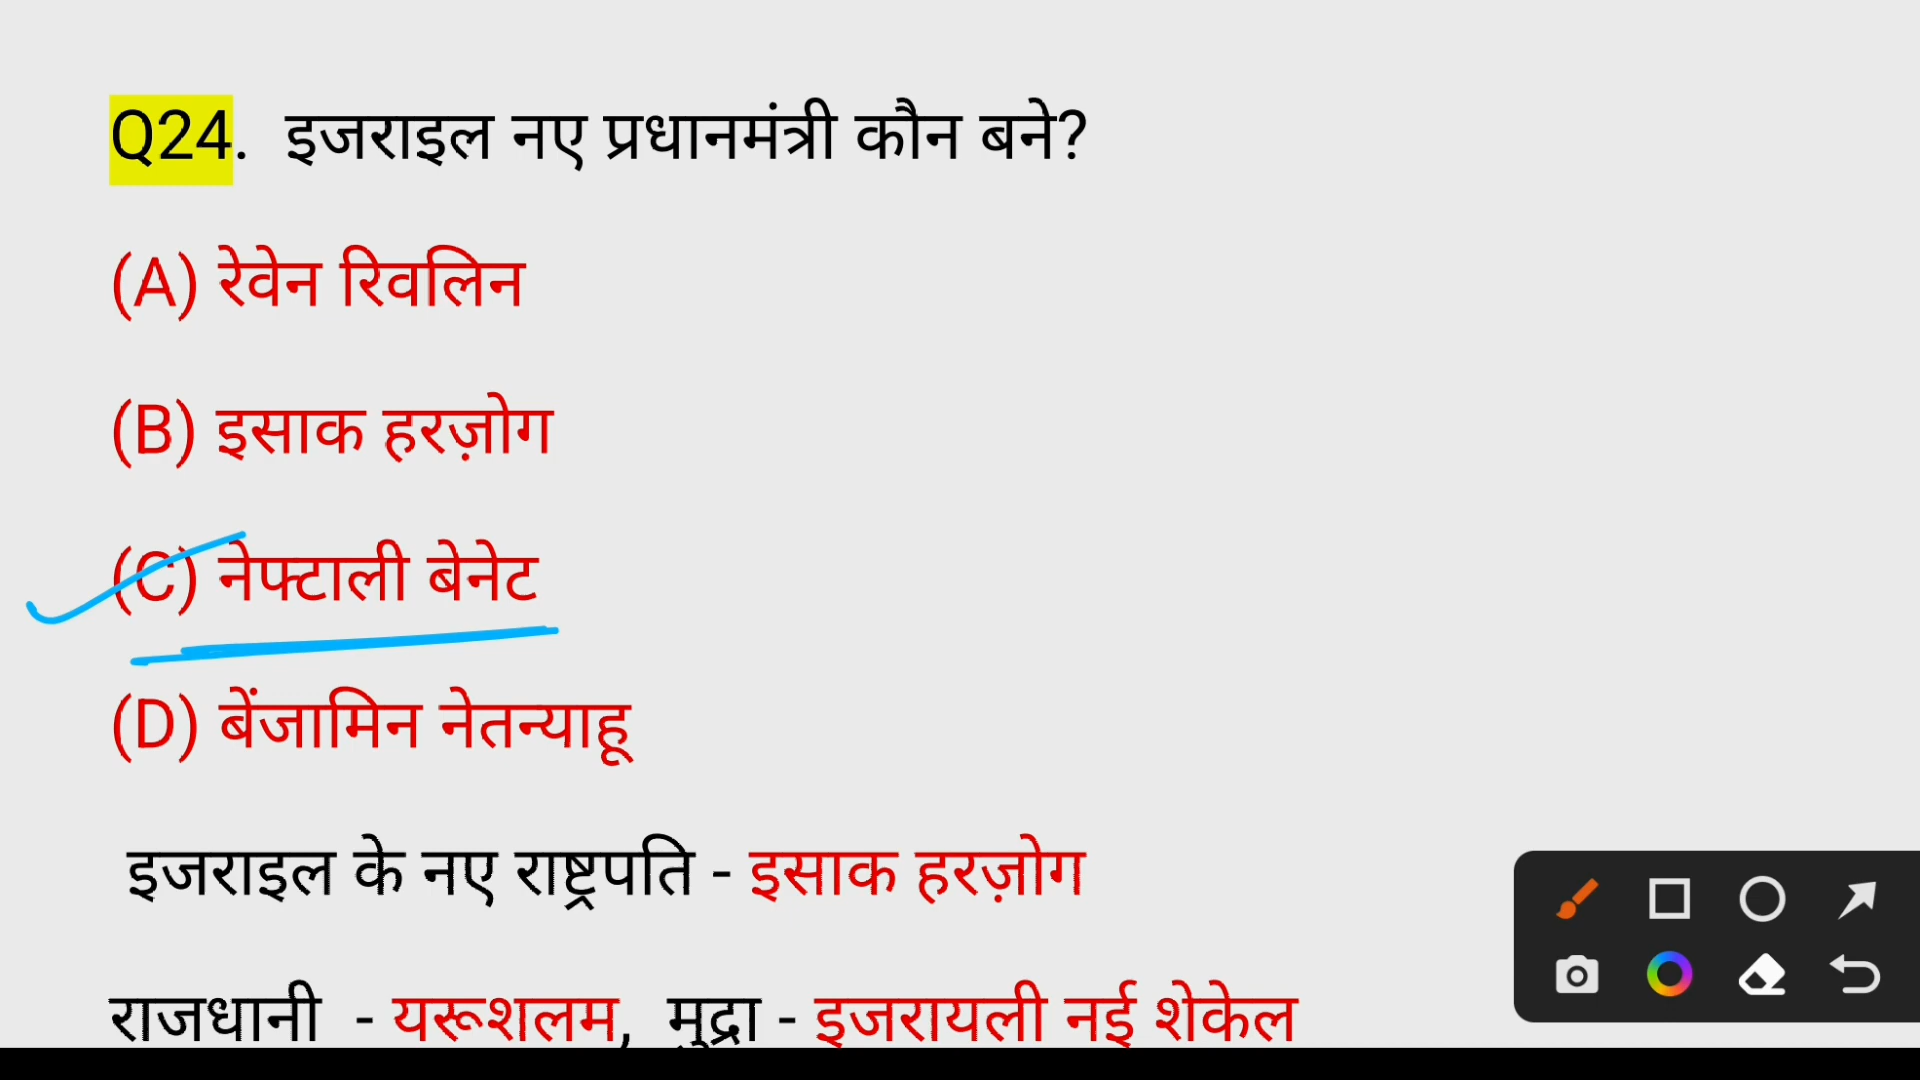 Q24. इजराइल नए प्रधानमंत्री कौन बने?
(A) रेवेन रिवलिन
(B) इसाक हरज़ोग
(C) नेफ्टाली बेनेट
(D) बेंजामिन नेतन्याहू
इजराइल के नए राष्ट्रपति - इसाक हरज़ोग
राजधानी - यरूशलम, मुद्रा - इजरायली नई शेकेल